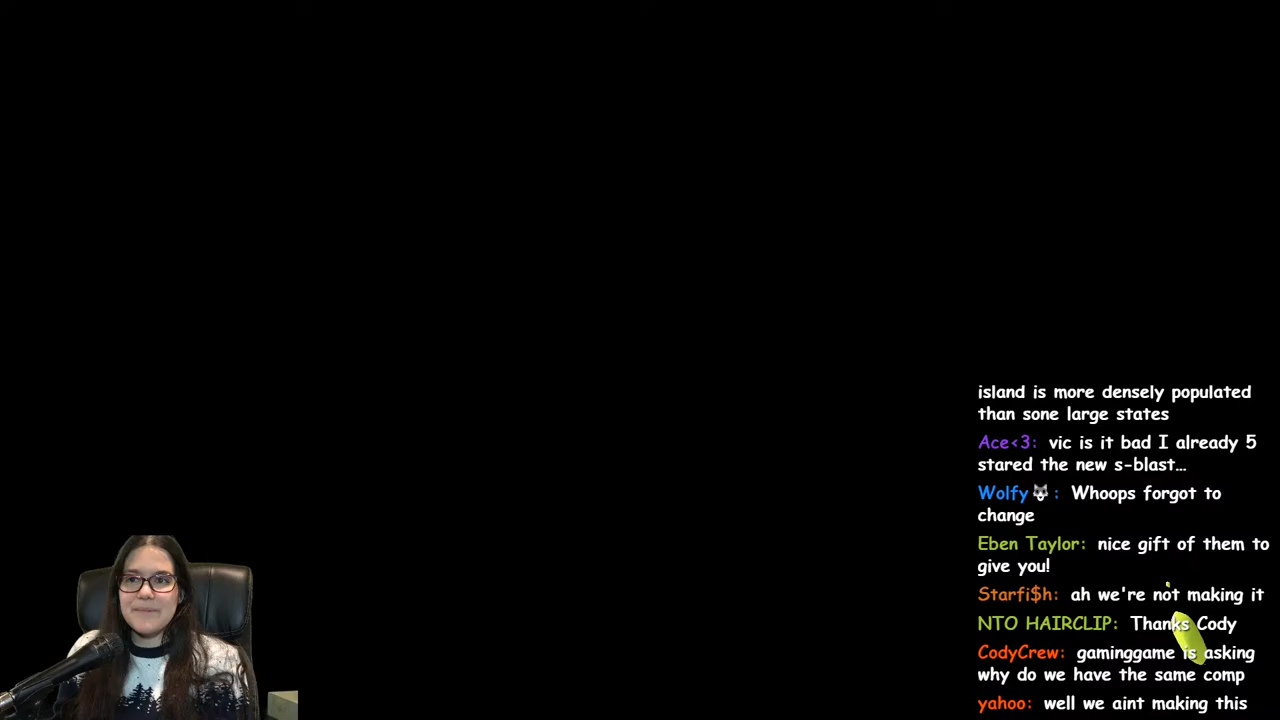 island is more densely populated
than sone large states
Ace<3: vic is it bad I already 5
stared the new s-blast...
Wolfy🐺: Whoops forgot to
change
Eben Taylor: nice gift of them to
give you!
Starfi$h: ah we're not making it
NTO HAIRCLIP: Thanks Cody
CodyCrew: gaminggame is asking
why do we have the same comp
yahoo: well we aint making this